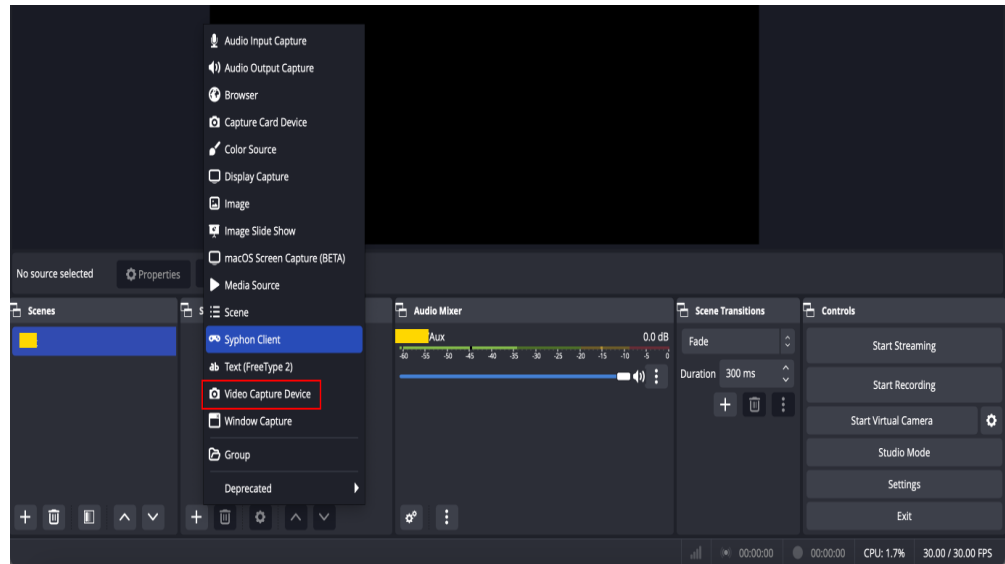 Audio Input Capture
Audio Output Capture
Browser
Capture Card Device
Color Source
Display Capture
Image
Image Slide Show
macOS Screen Capture (BETA)
Media Source
Scene
Syphon Client
ab Text (FreeType 2)
Video Capture Device
Window Capture
Group
Deprecated
No source selected
Properties
Scenes
S
Audio Mixer
Aux
0.0 dB
-60 -55 -50 -45 -40 -35 -30 -25 -20 -15 -10 -5 0
Scene Transitions
Fade
Duration 300 ms
Controls
Start Streaming
Start Recording
Start Virtual Camera
Studio Mode
Settings
Exit
00:00:00 00:00:00 CPU: 1.7% 30.00 / 30.00 FPS